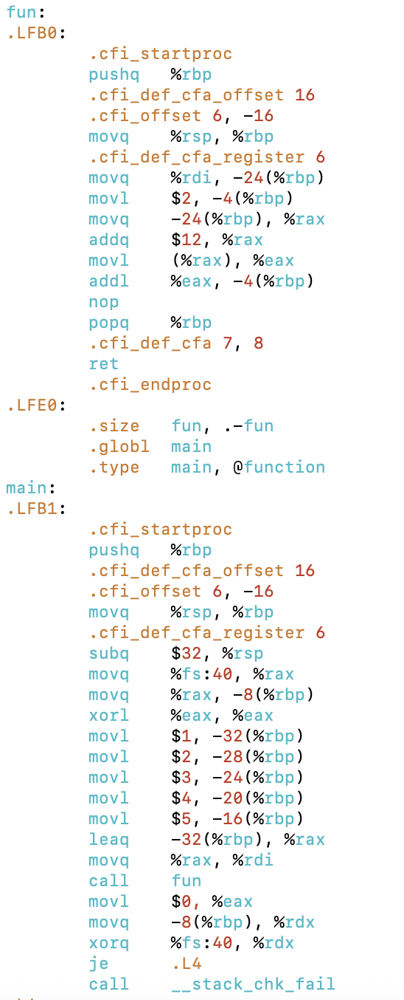 fun:
.LFB0:
.cfi_startproc
pushq %rbp
.cfi_def_cfa_offset 16
.cfi_offset 6, -16
movq %rsp, %rbp
.cfi_def_cfa_register 6
movq %rdi, -24(%rbp)
movl $2, -4(%rbp)
movq -24(%rbp), %rax
addq $12, %rax
movl (%rax), %eax
addl %eax, -4(%rbp)
nop
popq %rbp
.cfi_def_cfa 7, 8
ret
.cfi_endproc
.LFE0:
.size fun, .-fun
.globl main
.type main, @function
main:
.LFB1:
.cfi_startproc
pushq %rbp
.cfi_def_cfa_offset 16
.cfi_offset 6, -16
movq %rsp, %rbp
.cfi_def_cfa_register 6
subq $32, %rsp
movq %fs:40, %rax
movq %rax, -8(%rbp)
xorl %eax, %eax
movl $1, -32(%rbp)
movl $2, -28(%rbp)
movl $3, -24(%rbp)
movl $4, -20(%rbp)
movl $5, -16(%rbp)
leaq -32(%rbp), %rax
movq %rax, %rdi
call fun
movl $0, %eax
movq -8(%rbp), %rdx
xorq %fs:40, %rdx
je .L4
call __stack_chk_fail